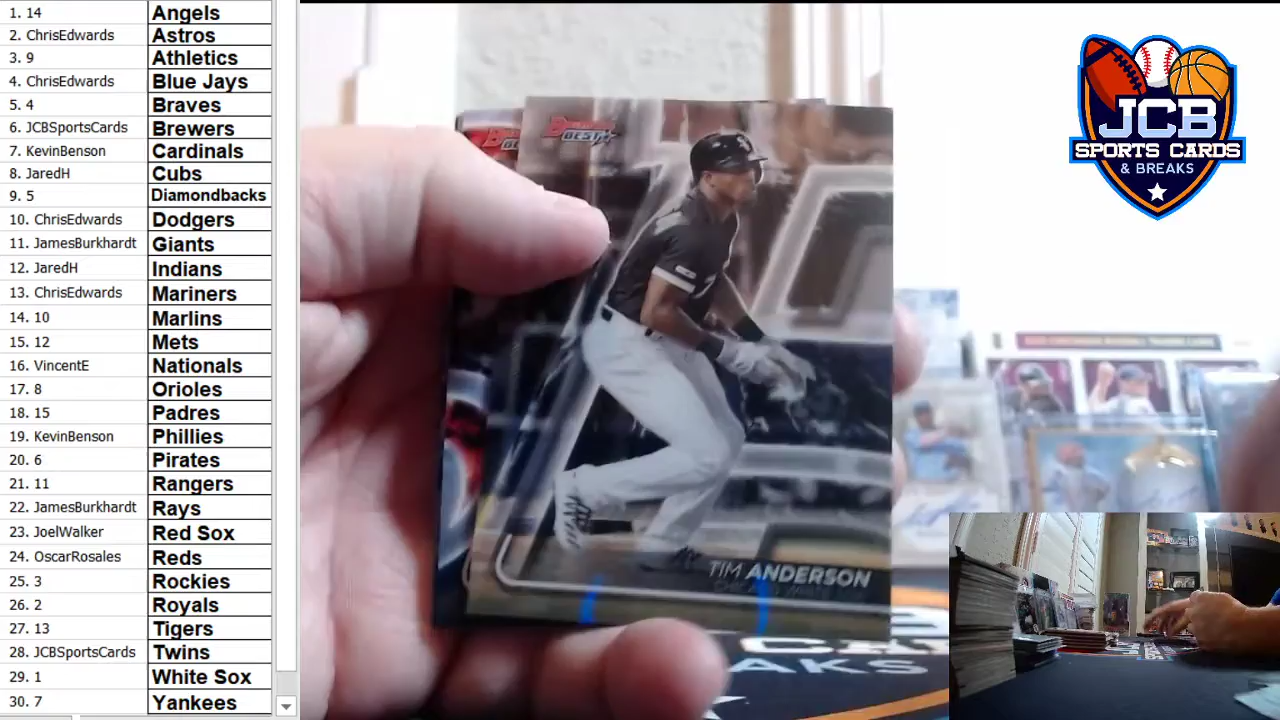 1. 14 Angels
2. ChrisEdwards Astros
3. 9 Athletics
4. ChrisEdwards Blue Jays
5. 4 Braves
6. JCBSportsCards Brewers
7. KevinBenson Cardinals
8. JaredH Cubs
9. 5 Diamondbacks
10. ChrisEdwards Dodgers
11. JamesBurkhardt Giants
12. JaredH Indians
13. ChrisEdwards Mariners
14. 10 Marlins
15. 12 Mets
16. VincentE Nationals
17. 8 Orioles
18. 15 Padres
19. KevinBenson Phillies
20. 6 Pirates
21. 11 Rangers
22. JamesBurkhardt Rays
23. JoelWalker Red Sox
24. OscarRosales Reds
25. 3 Rockies
26. 2 Royals
27. 13 Tigers
28. JCBSportsCards Twins
29. 1 White Sox
30. 7 Yankees
BEST
TIM ANDERSON
JCB
SPORTS CARDS
& BREAKS